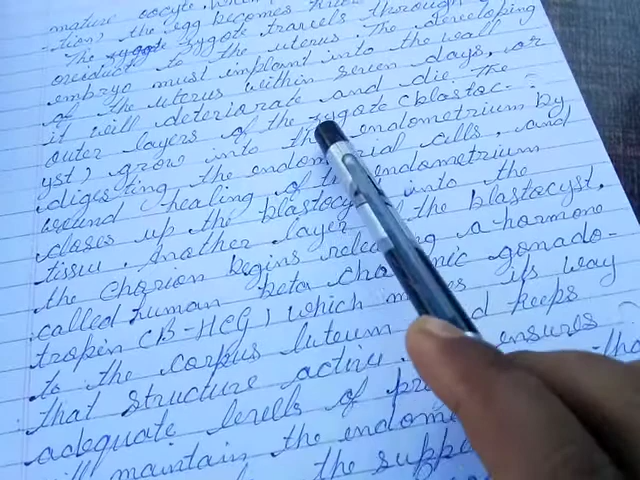 mature oocyte, the egg becomes
-tion,
The zygote zygote travels through
oviduct to the uterus. The developing
embryo must implant into the wall
of the uterus within seven days, or
it will deteriorate and die. The
outer layers of the zygote (blastoc-
yst) grow into the endometrium by
digesting the endometrial cells, and
wound healing of the endometrium
closes up the blastocyst into the
tissue. Another layer of the blastocyst,
the chorion begins releasing a hormone
called human beta chorionic gonado-
tropin (B-HCG) which makes its way
to the corpus luteum and keeps
that structure active. ensures
adequate levels of
maintain the
the